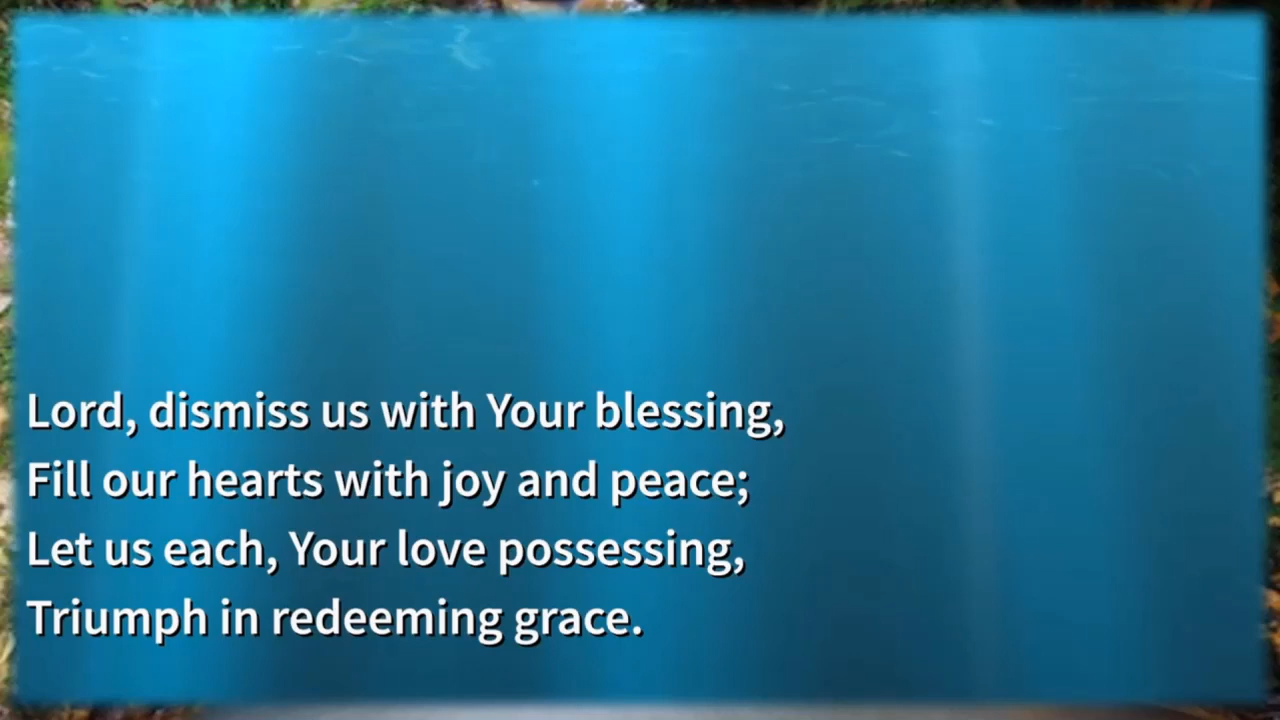 Lord, dismiss us with Your blessing,
Fill our hearts with joy and peace;
Let us each, Your love possessing,
Triumph in redeeming grace.